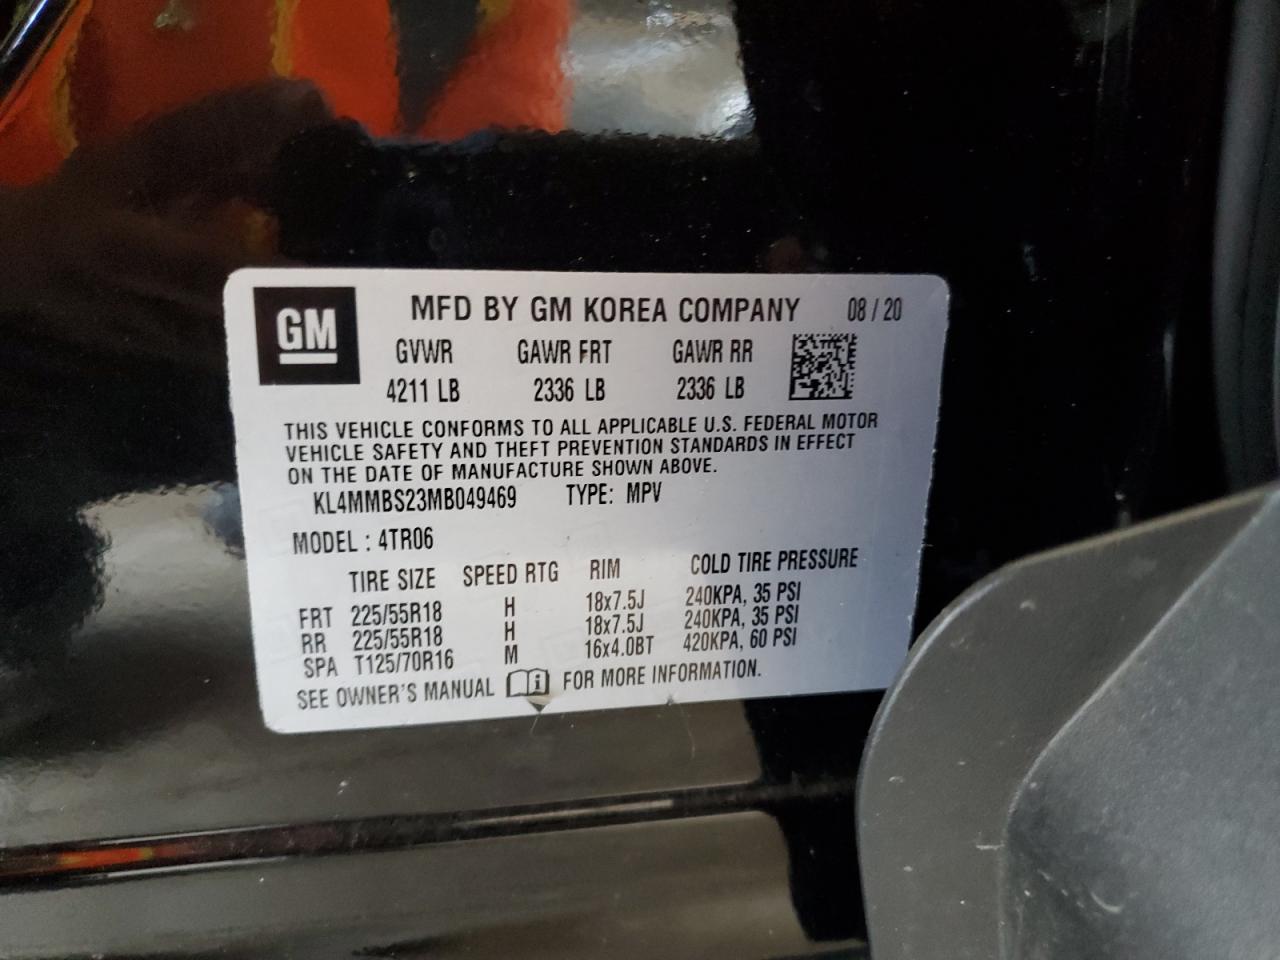 GM MFD BY GM KOREA COMPANY 08 / 20
GVWR GAWR FRT GAWR RR
4211 LB 2336 LB 2336 LB
THIS VEHICLE CONFORMS TO ALL APPLICABLE U.S. FEDERAL MOTOR
VEHICLE SAFETY AND THEFT PREVENTION STANDARDS IN EFFECT
ON THE DATE OF MANUFACTURE SHOWN ABOVE.
KL4MMBS23MB049469 TYPE: MPV
MODEL : 4TR06
TIRE SIZE SPEED RTG RIM COLD TIRE PRESSURE
FRT 225/55R18 H 18x7.5J 240KPA, 35 PSI
RR 225/55R18 H 18x7.5J 240KPA, 35 PSI
SPA T125/70R16 M 16x4.0BT 420KPA, 60 PSI
SEE OWNER'S MANUAL i FOR MORE INFORMATION.